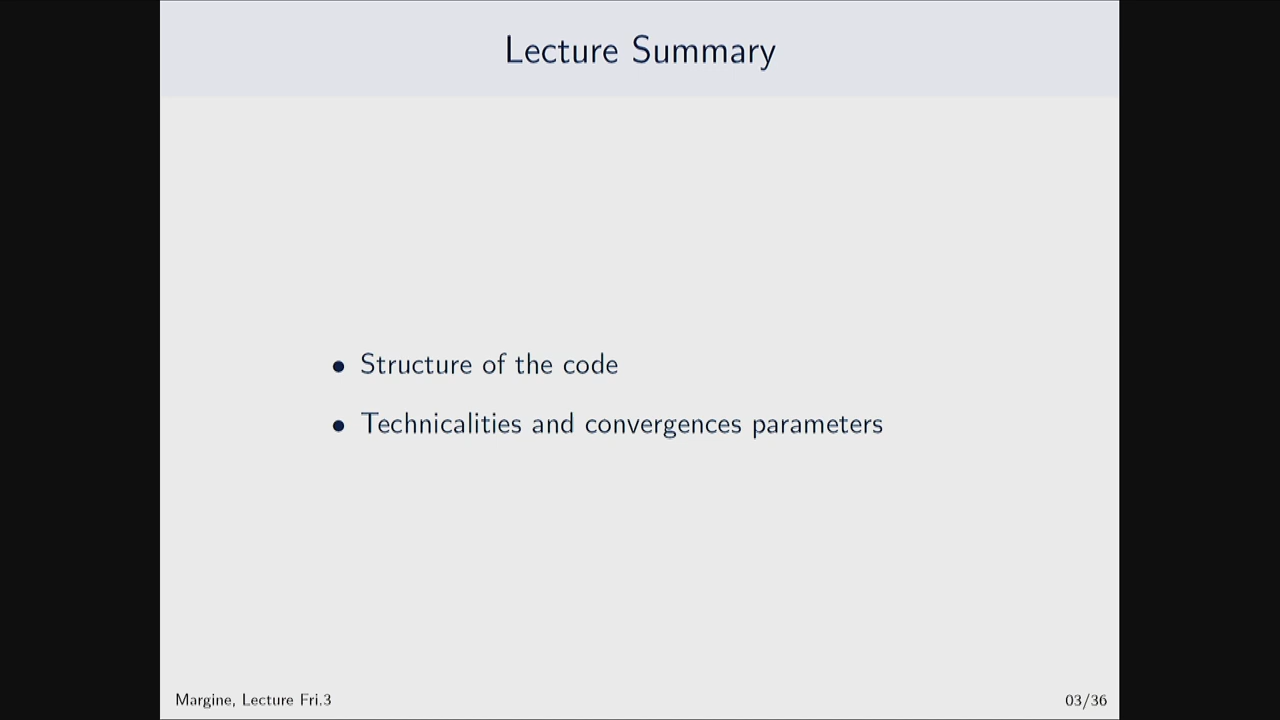 Lecture Summary
• Structure of the code
• Technicalities and convergences parameters
Margine, Lecture Fri.3
03/36